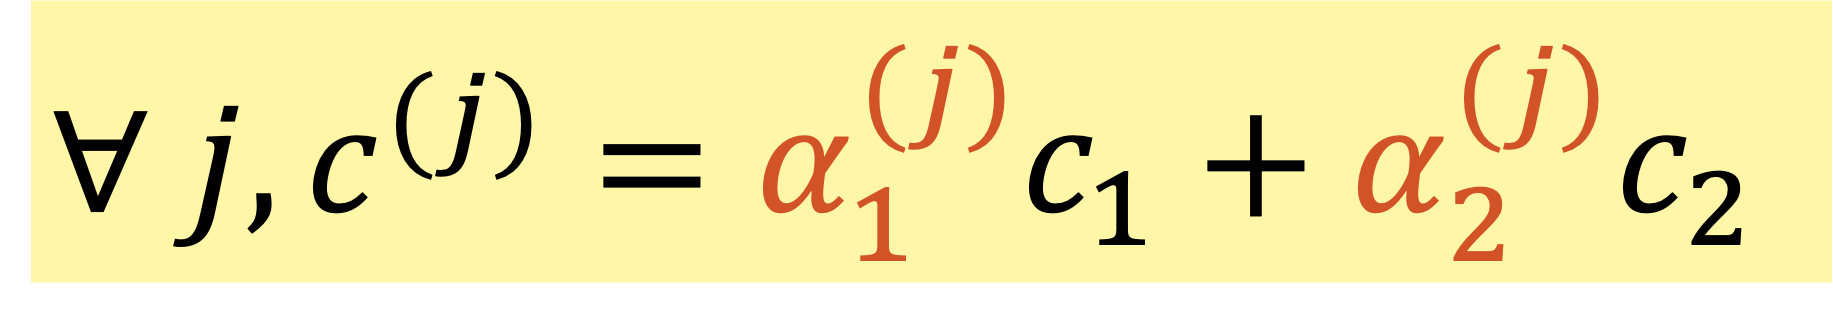 ∀ j, c^{(j)} = α_1^{(j)} c_1 + α_2^{(j)} c_2